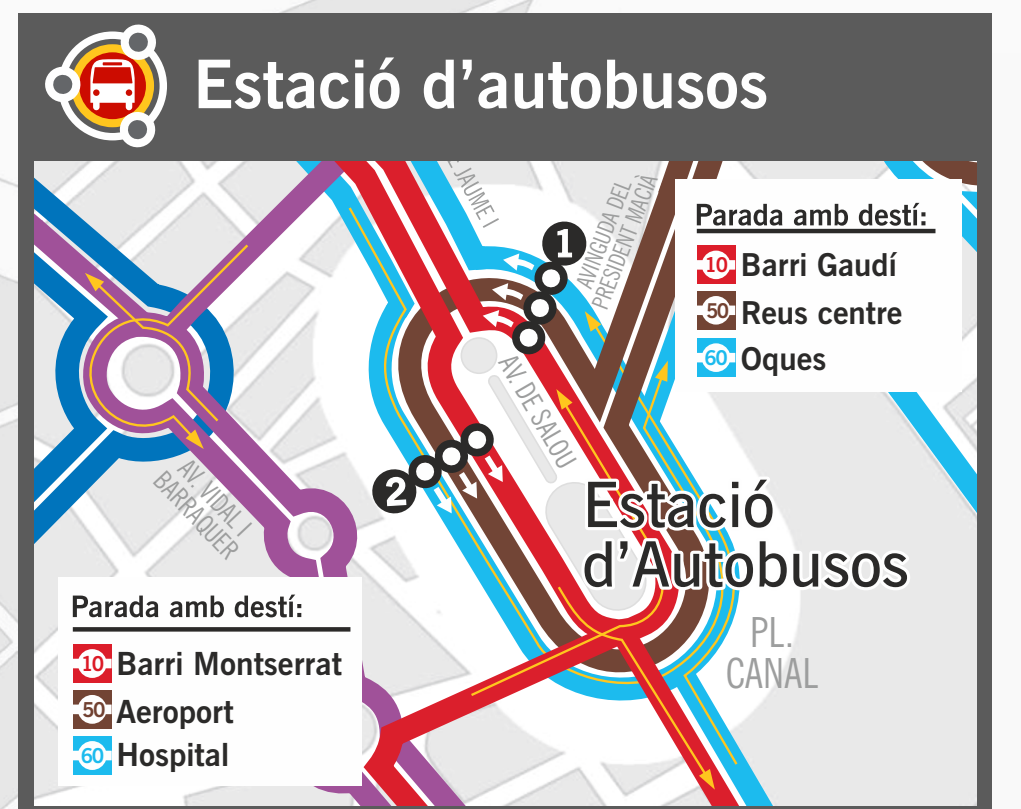 Estació d’autobusos
JAUME I
AVINGUDA DEL
PRESIDENT MACIÀ
1
Parada amb destí:
10 Barri Gaudí
50 Reus centre
60 Oques
AV. DE SALOU
2
AV. VIDAL I
BARRAQUER
Estació
d’Autobusos
PL.
CANAL
Parada amb destí:
10 Barri Montserrat
50 Aeroport
60 Hospital